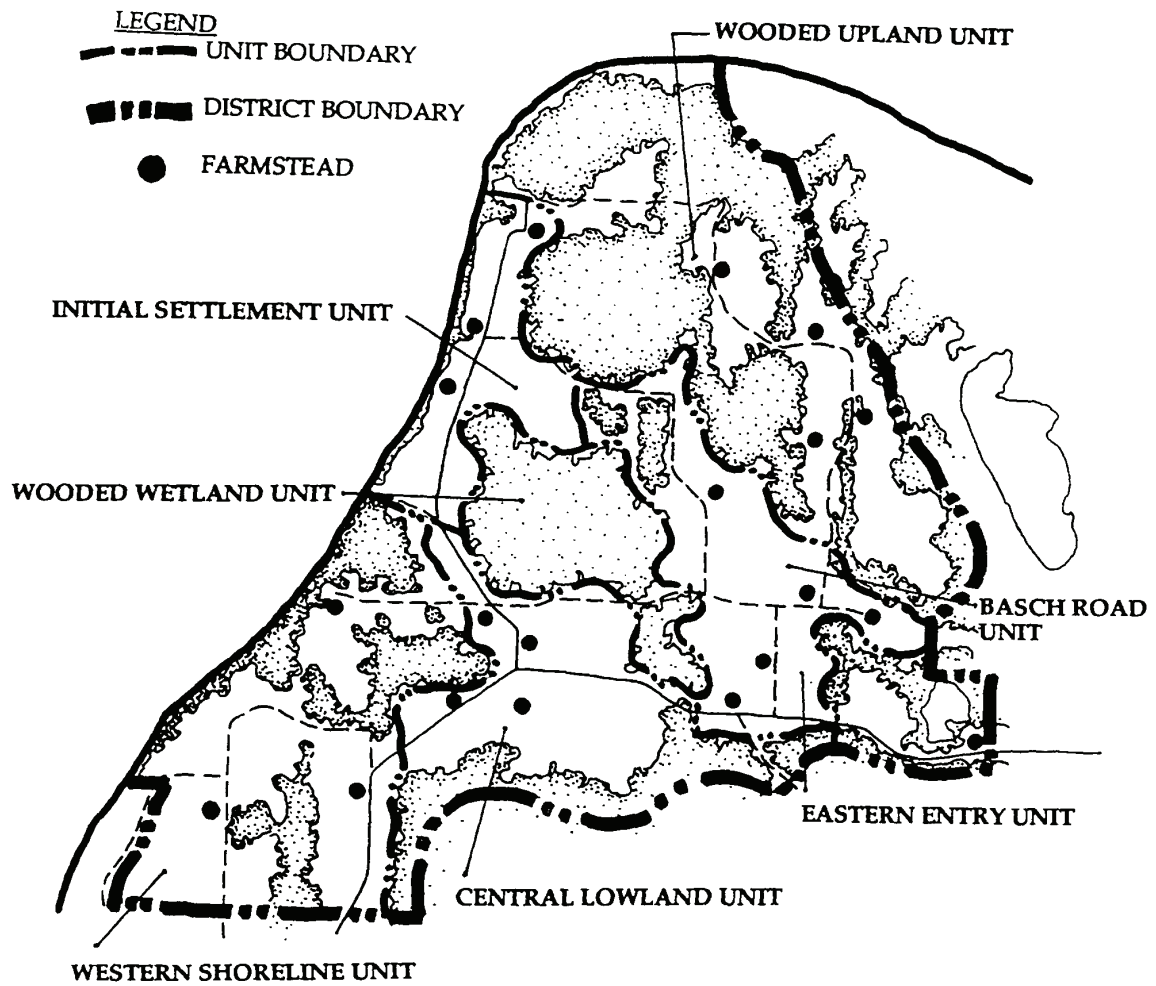 LEGEND
UNIT BOUNDARY
DISTRICT BOUNDARY
FARMSTEAD
WOODED UPLAND UNIT
INITIAL SETTLEMENT UNIT
WOODED WETLAND UNIT
BASCH ROAD
UNIT
EASTERN ENTRY UNIT
CENTRAL LOWLAND UNIT
WESTERN SHORELINE UNIT